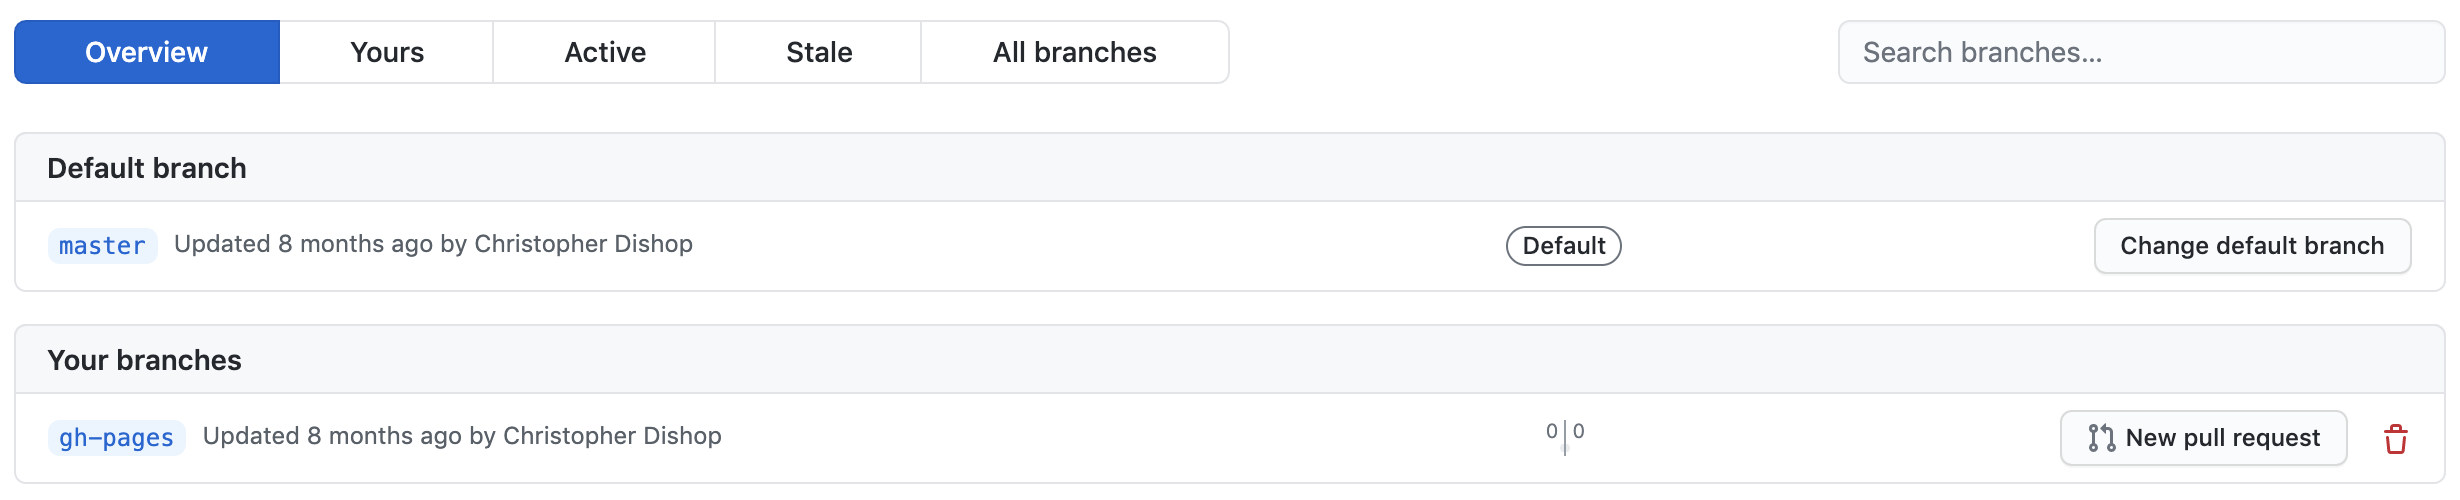 Overview Yours Active Stale All branches Search branches...
Default branch
master Updated 8 months ago by Christopher Dishop Default Change default branch
Your branches
gh-pages Updated 8 months ago by Christopher Dishop 0 0 New pull request